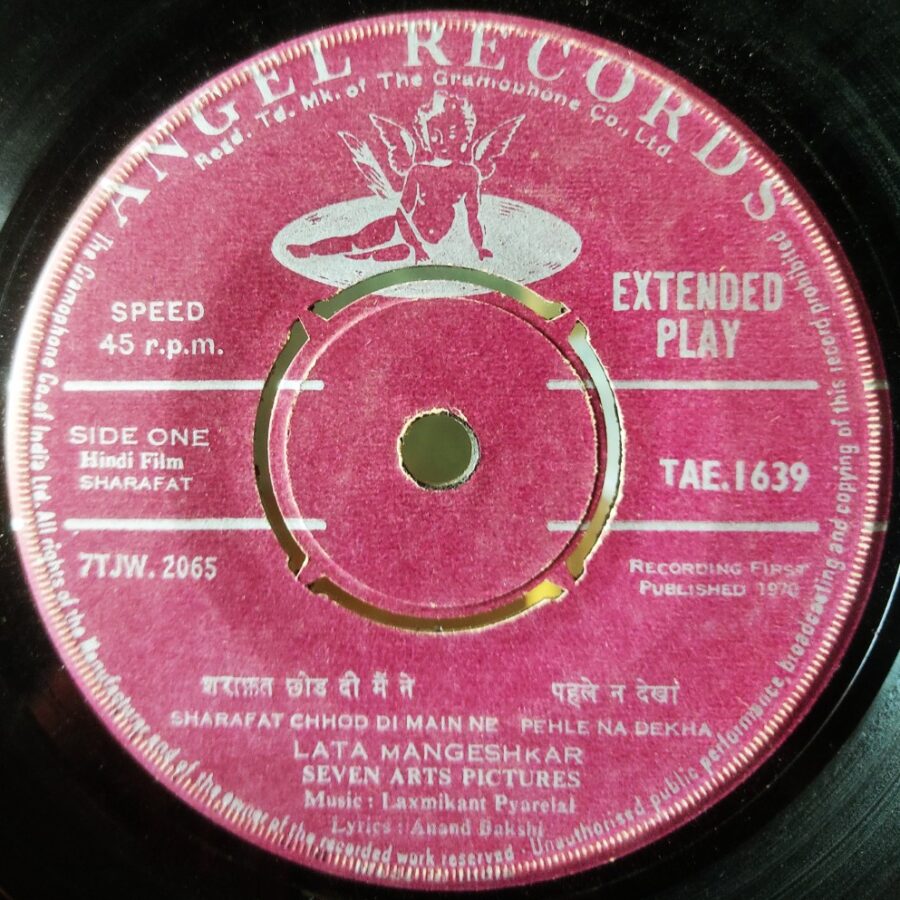 ANGEL RECORDS
Regd. Td. Mk. of The Gramophone Co., Ltd.
SPEED
45 r.p.m.
EXTENDED
PLAY
SIDE ONE
Hindi Film
SHARAFAT
TAE.1639
7TJW. 2065
RECORDING FIRST
PUBLISHED 1970
शराफ़त छोड दी मैं ने पहले न देखा
SHARAFAT CHHOD DI MAIN NE PEHLE NA DEKHA
LATA MANGESHKAR
SEVEN ARTS PICTURES
Music : Laxmikant Pyarelal
Lyrics : Anand Bakshi
The Gramophone Co. of India Ltd. All rights of the Manufacturer and of the owner of the recorded work reserved. Unauthorised public performance, broadcasting and copying of this record prohibited